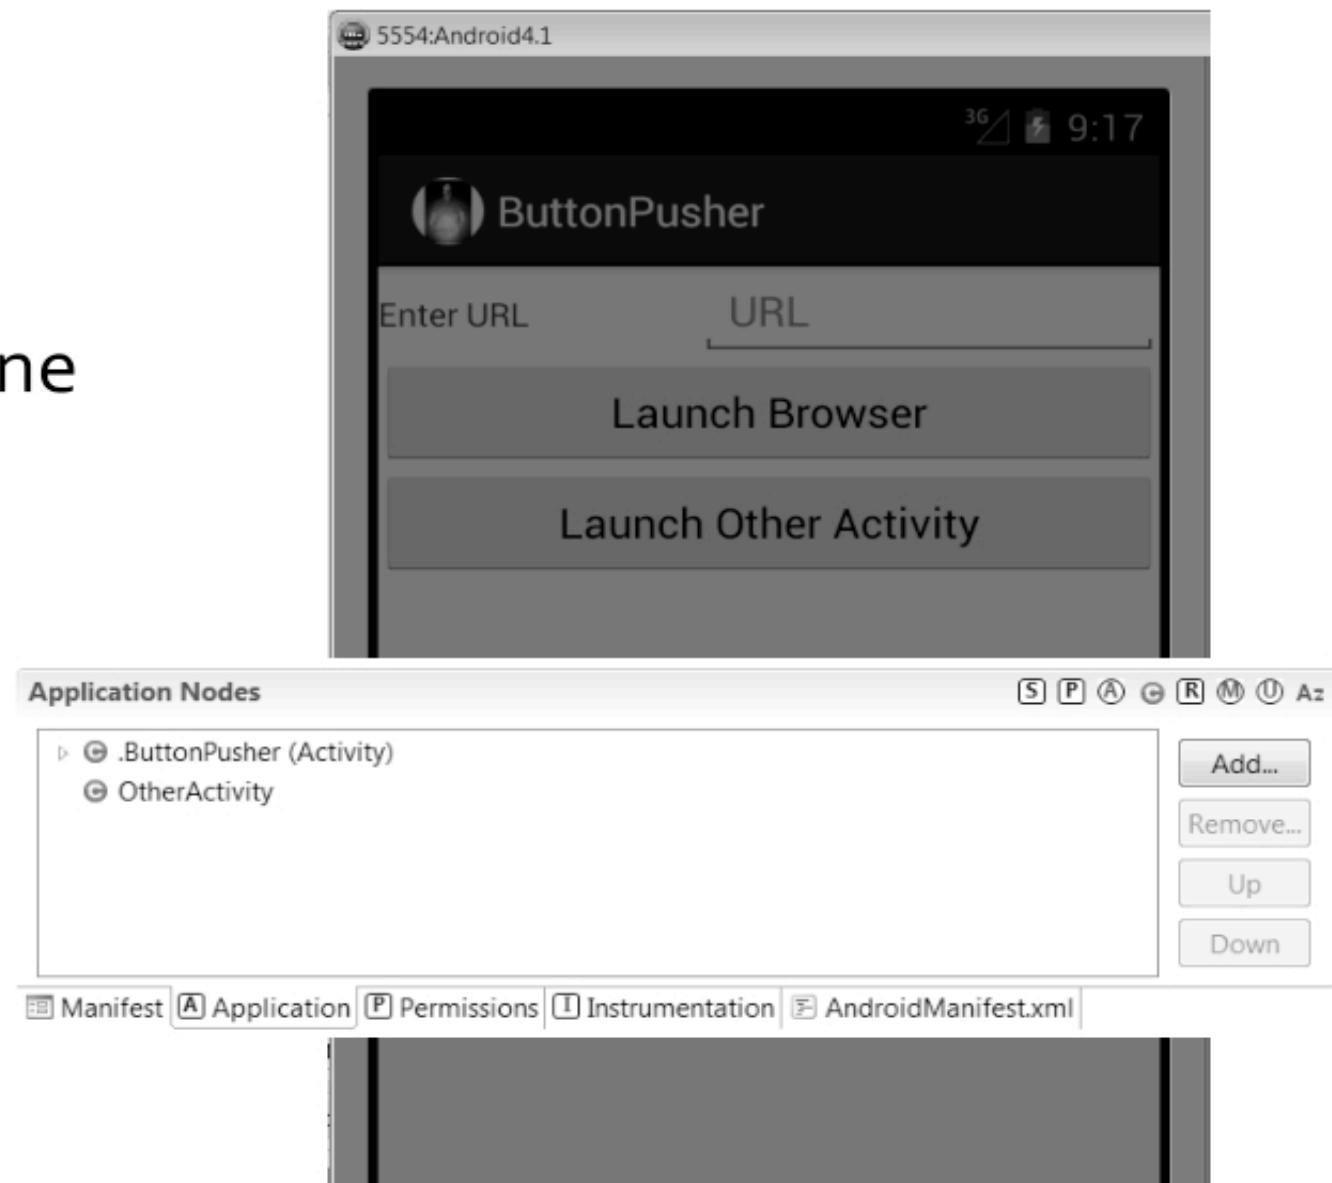 5554:Android4.1
3G 9:17
ButtonPusher
Enter URL URL
ne
Launch Browser
Launch Other Activity
Application Nodes S P A C R M U Az
.ButtonPusher (Activity)
OtherActivity
Add...
Remove...
Up
Down
Manifest A Application P Permissions I Instrumentation AndroidManifest.xml